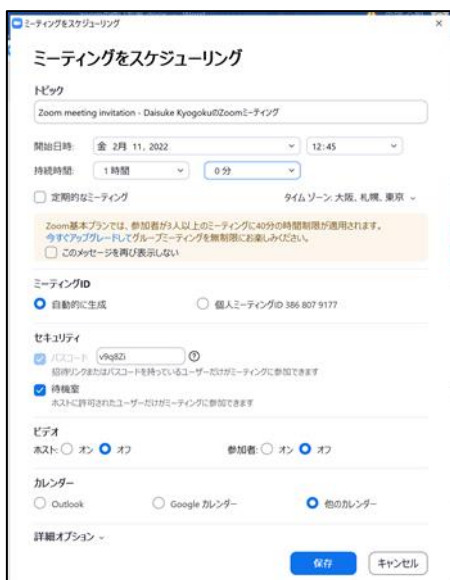 ミーティングをスケジューリング
ミーティングをスケジューリング
トピック
Zoom meeting invitation - Daisuke KyogokuのZoomミーティング
開始日時: 金 2月 11, 2022 12:45
持続時間: 1 時間 0 分
定期的なミーティング タイム ゾーン: 大阪、札幌、東京
Zoom基本プランでは、参加者が3人以上のミーティングに40分の時間制限が適用されます。
今すぐアップグレードしてグループミーティングを無制限にお楽しみください。
このメッセージを再び表示しない
ミーティングID
自動的に生成 個人ミーティングID 386 807 9177
セキュリティ
パスコード v9q8Zi
招待リンクまたはパスコードを持っているユーザーだけがミーティングに参加できます
待機室
ホストに許可されたユーザーだけがミーティングに参加できます
ビデオ
ホスト: オン オフ 参加者: オン オフ
カレンダー
Outlook Google カレンダー 他のカレンダー
詳細オプション
保存 キャンセル